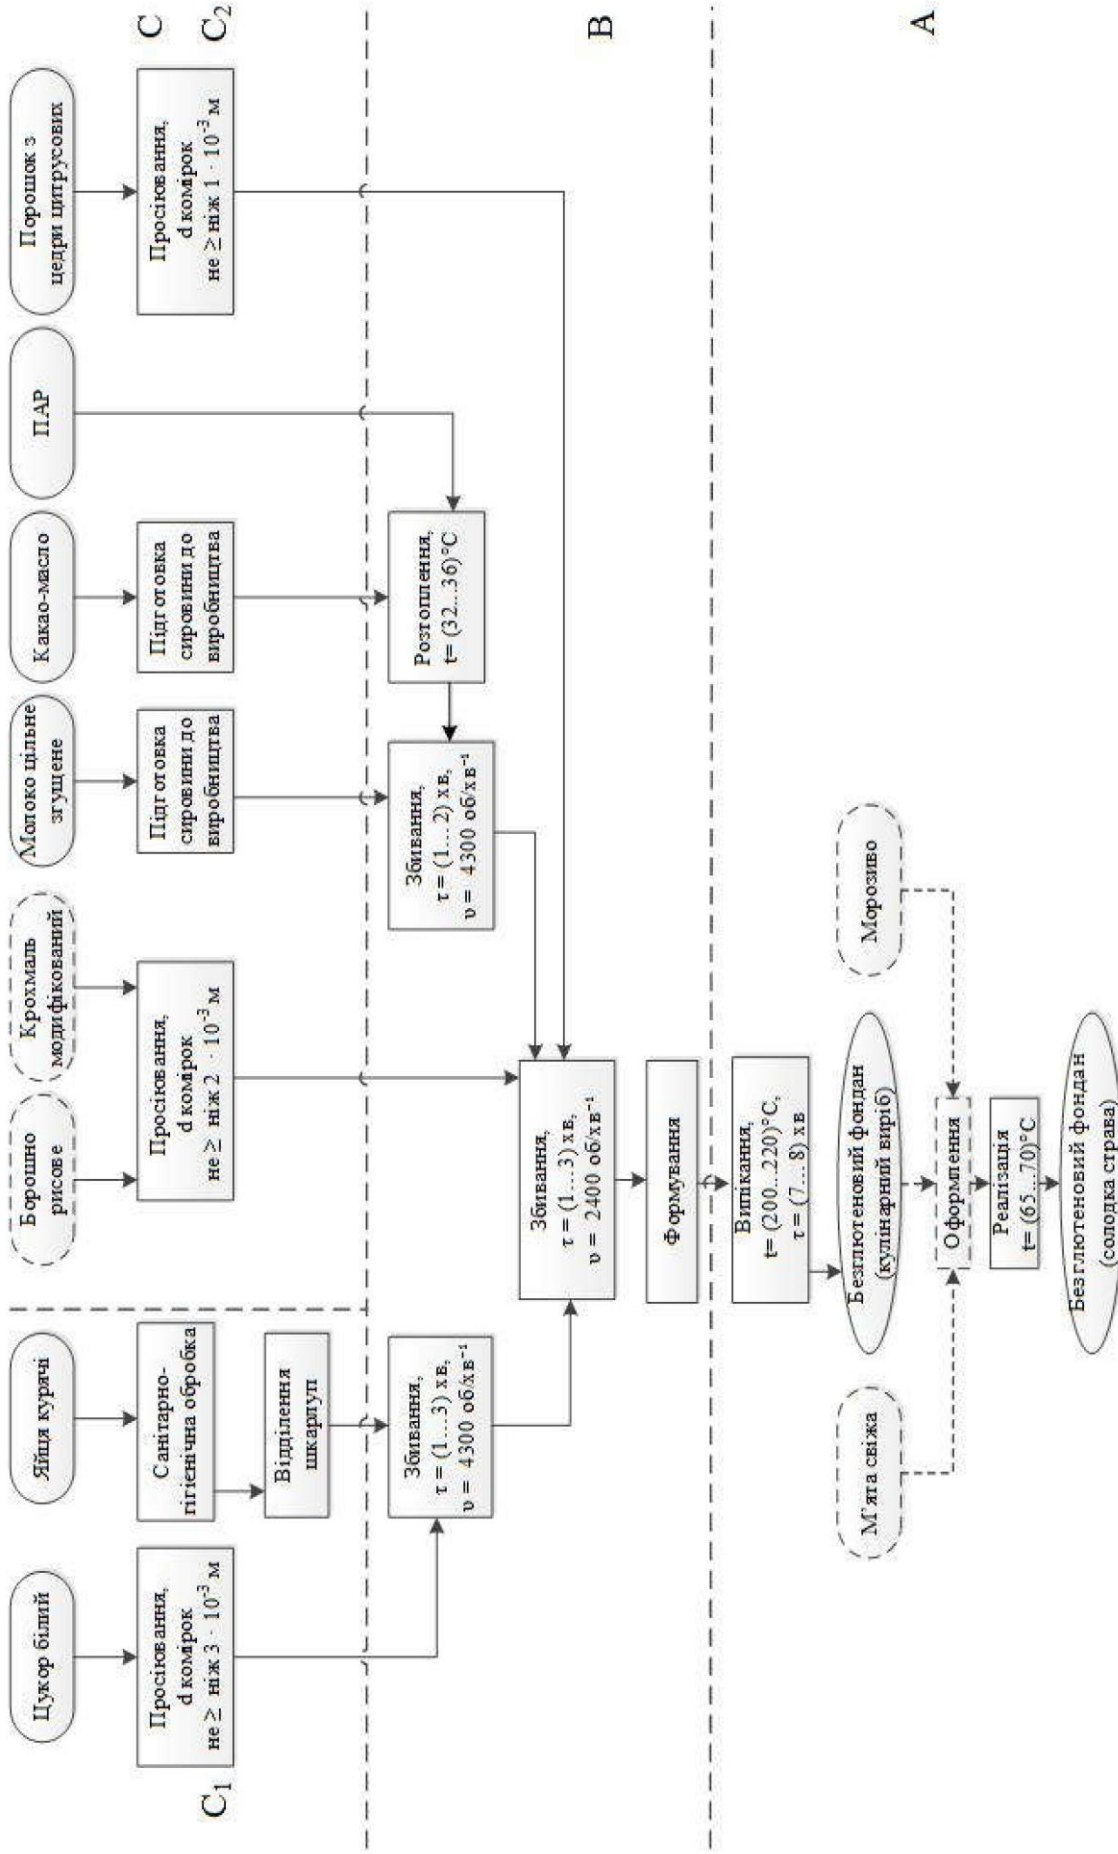 Цукор білий
Яйця курячі
Борошно
рисове
Крохмаль
модифікований
Молоко цільне
згущене
Какао-масло
ПАР
Порошок з
цедри цитрусових
Просіювання,
d комірок
не ≥ ніж 3 · 10⁻³ м
Санітарно-
гігієнічна обробка
Відділення
шкарлуп
Просіювання,
d комірок
не ≥ ніж 2 · 10⁻³ м
Підготовка
сировини до
виробництва
Підготовка
сировини до
виробництва
Просіювання,
d комірок
не ≥ ніж 1 · 10⁻³ м
C
C₁
C₂
Збивання,
τ = (1...3) хв,
υ = 4300 об/хв⁻¹
Збивання,
τ = (1...2) хв,
υ = 4300 об/хв⁻¹
Розтоплення,
t= (32...36)°С
Збивання,
τ = (1...3) хв,
υ = 2400 об/хв⁻¹
Формування
B
Випікання,
t= (200...220)°С,
τ = (7...8) хв
Безглютеновий фондан
(кулінарний виріб)
М'ята свіжа
Морозиво
Оформлення
Реалізація
t= (65...70)°С
Безглютеновий фондан
(солодка страва)
A